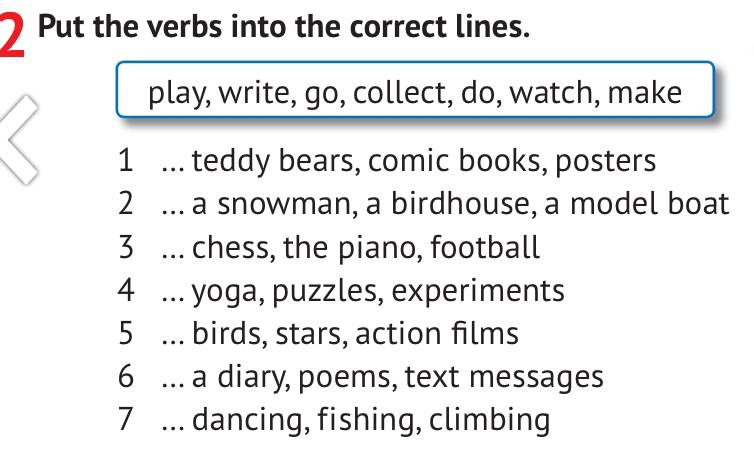 2 Put the verbs into the correct lines.
play, write, go, collect, do, watch, make
1 ... teddy bears, comic books, posters
2 ... a snowman, a birdhouse, a model boat
3 ... chess, the piano, football
4 ... yoga, puzzles, experiments
5 ... birds, stars, action films
6 ... a diary, poems, text messages
7 ... dancing, fishing, climbing